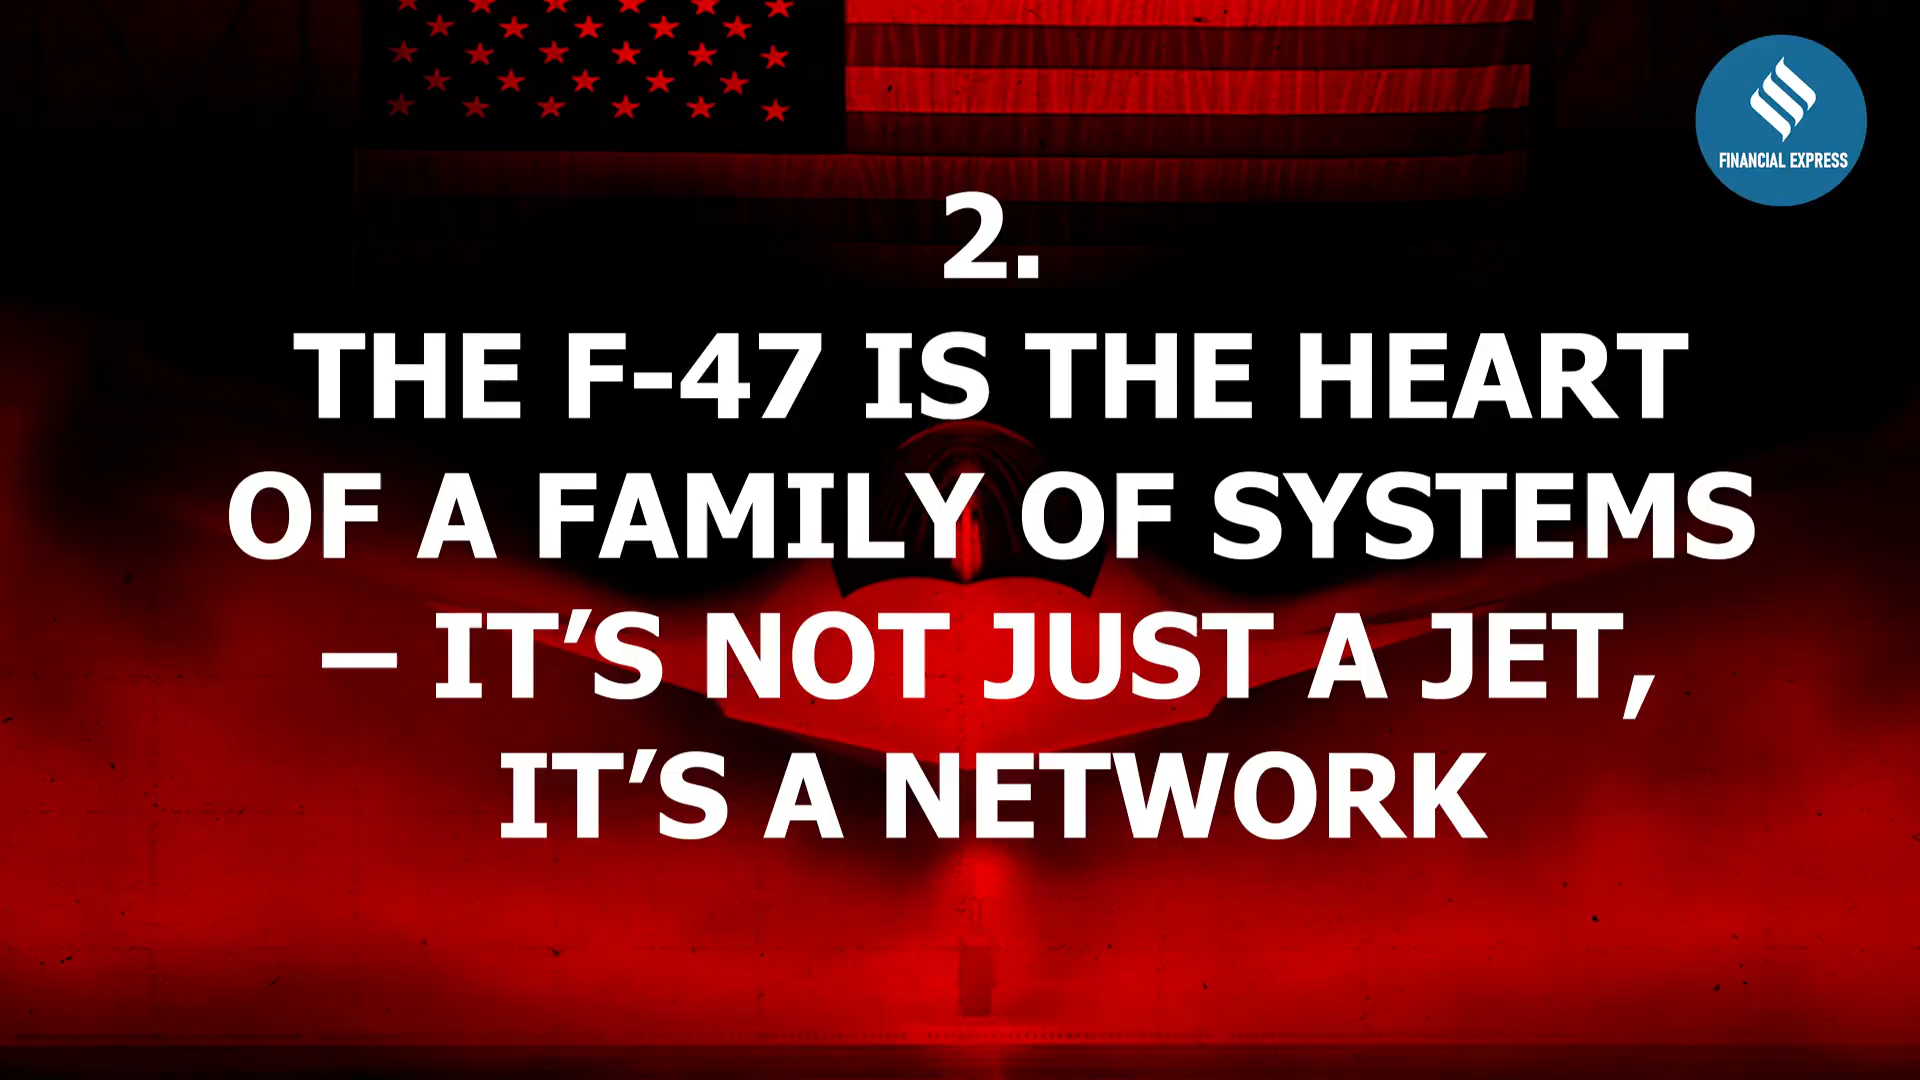 FINANCIAL EXPRESS
2.
THE F-47 IS THE HEART
OF A FAMILY OF SYSTEMS
– IT’S NOT JUST A JET,
IT’S A NETWORK